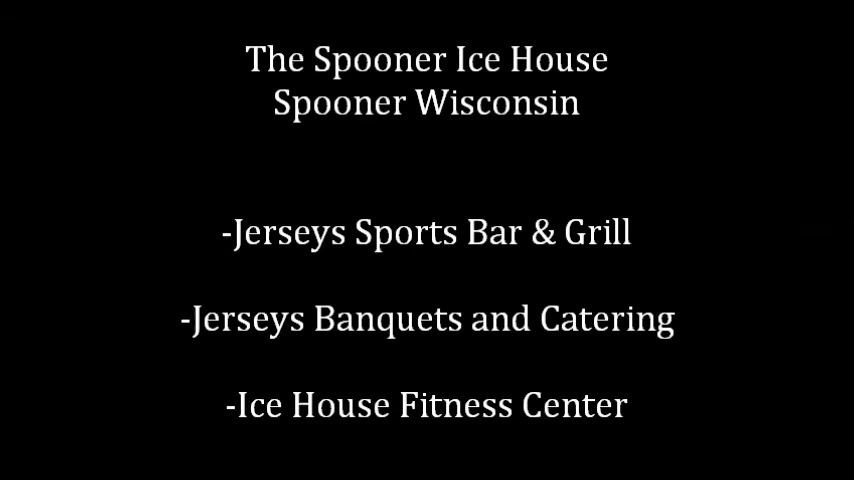 The Spooner Ice House
Spooner Wisconsin
-Jerseys Sports Bar & Grill
-Jerseys Banquets and Catering
-Ice House Fitness Center